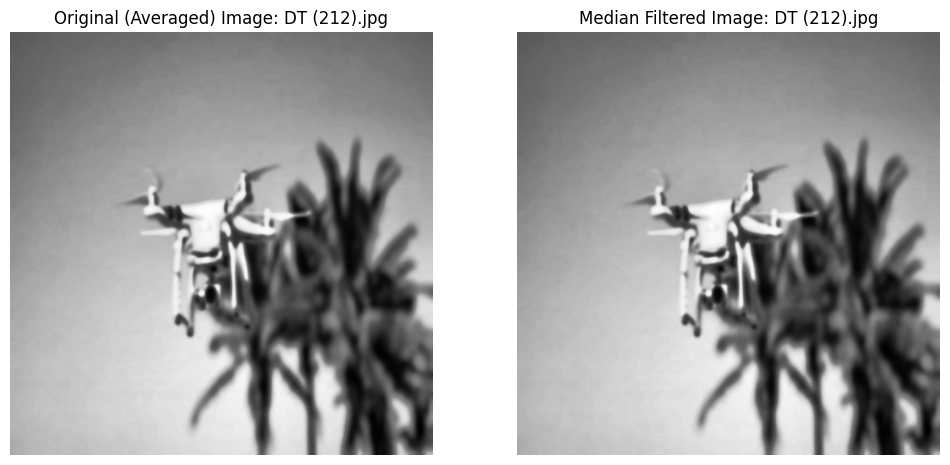 Original (Averaged) Image: DT (212).jpg
Median Filtered Image: DT (212).jpg